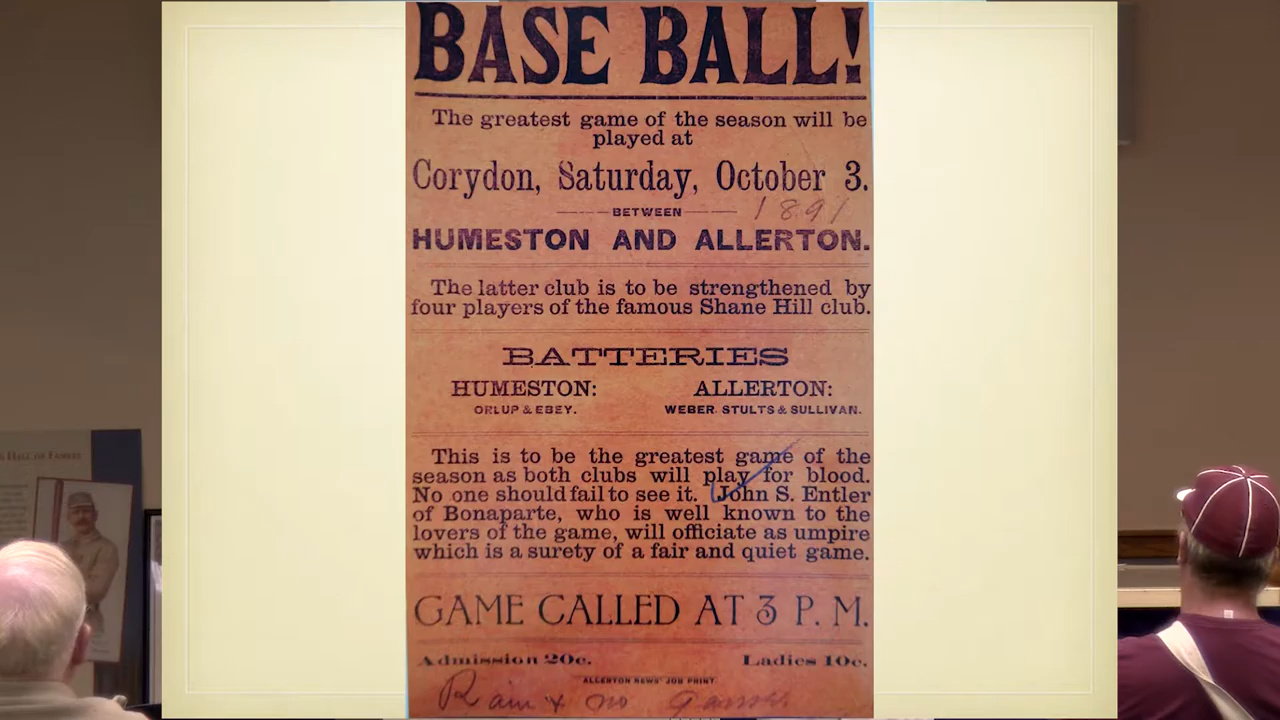 BASE BALL!
The greatest game of the season will be
played at
Corydon, Saturday, October 3.
BETWEEN
1891
HUMESTON AND ALLERTON.
The latter club is to be strengthened by
four players of the famous Shane Hill club.
BATTERIES
HUMESTON: ALLERTON:
ORLUP & EBEY. WEBER STULTS & SULLIVAN.
This is to be the greatest game of the
season as both clubs will play for blood.
No one should fail to see it. John S. Entler
of Bonaparte, who is well known to the
lovers of the game, will officiate as umpire
which is a surety of a fair and quiet game.
GAME CALLED AT 3 P. M.
Admission 20c. Ladies 10c.
ALLERTON NEWS' JOB PRINT.
Rain & no
HALL OF FAMERS